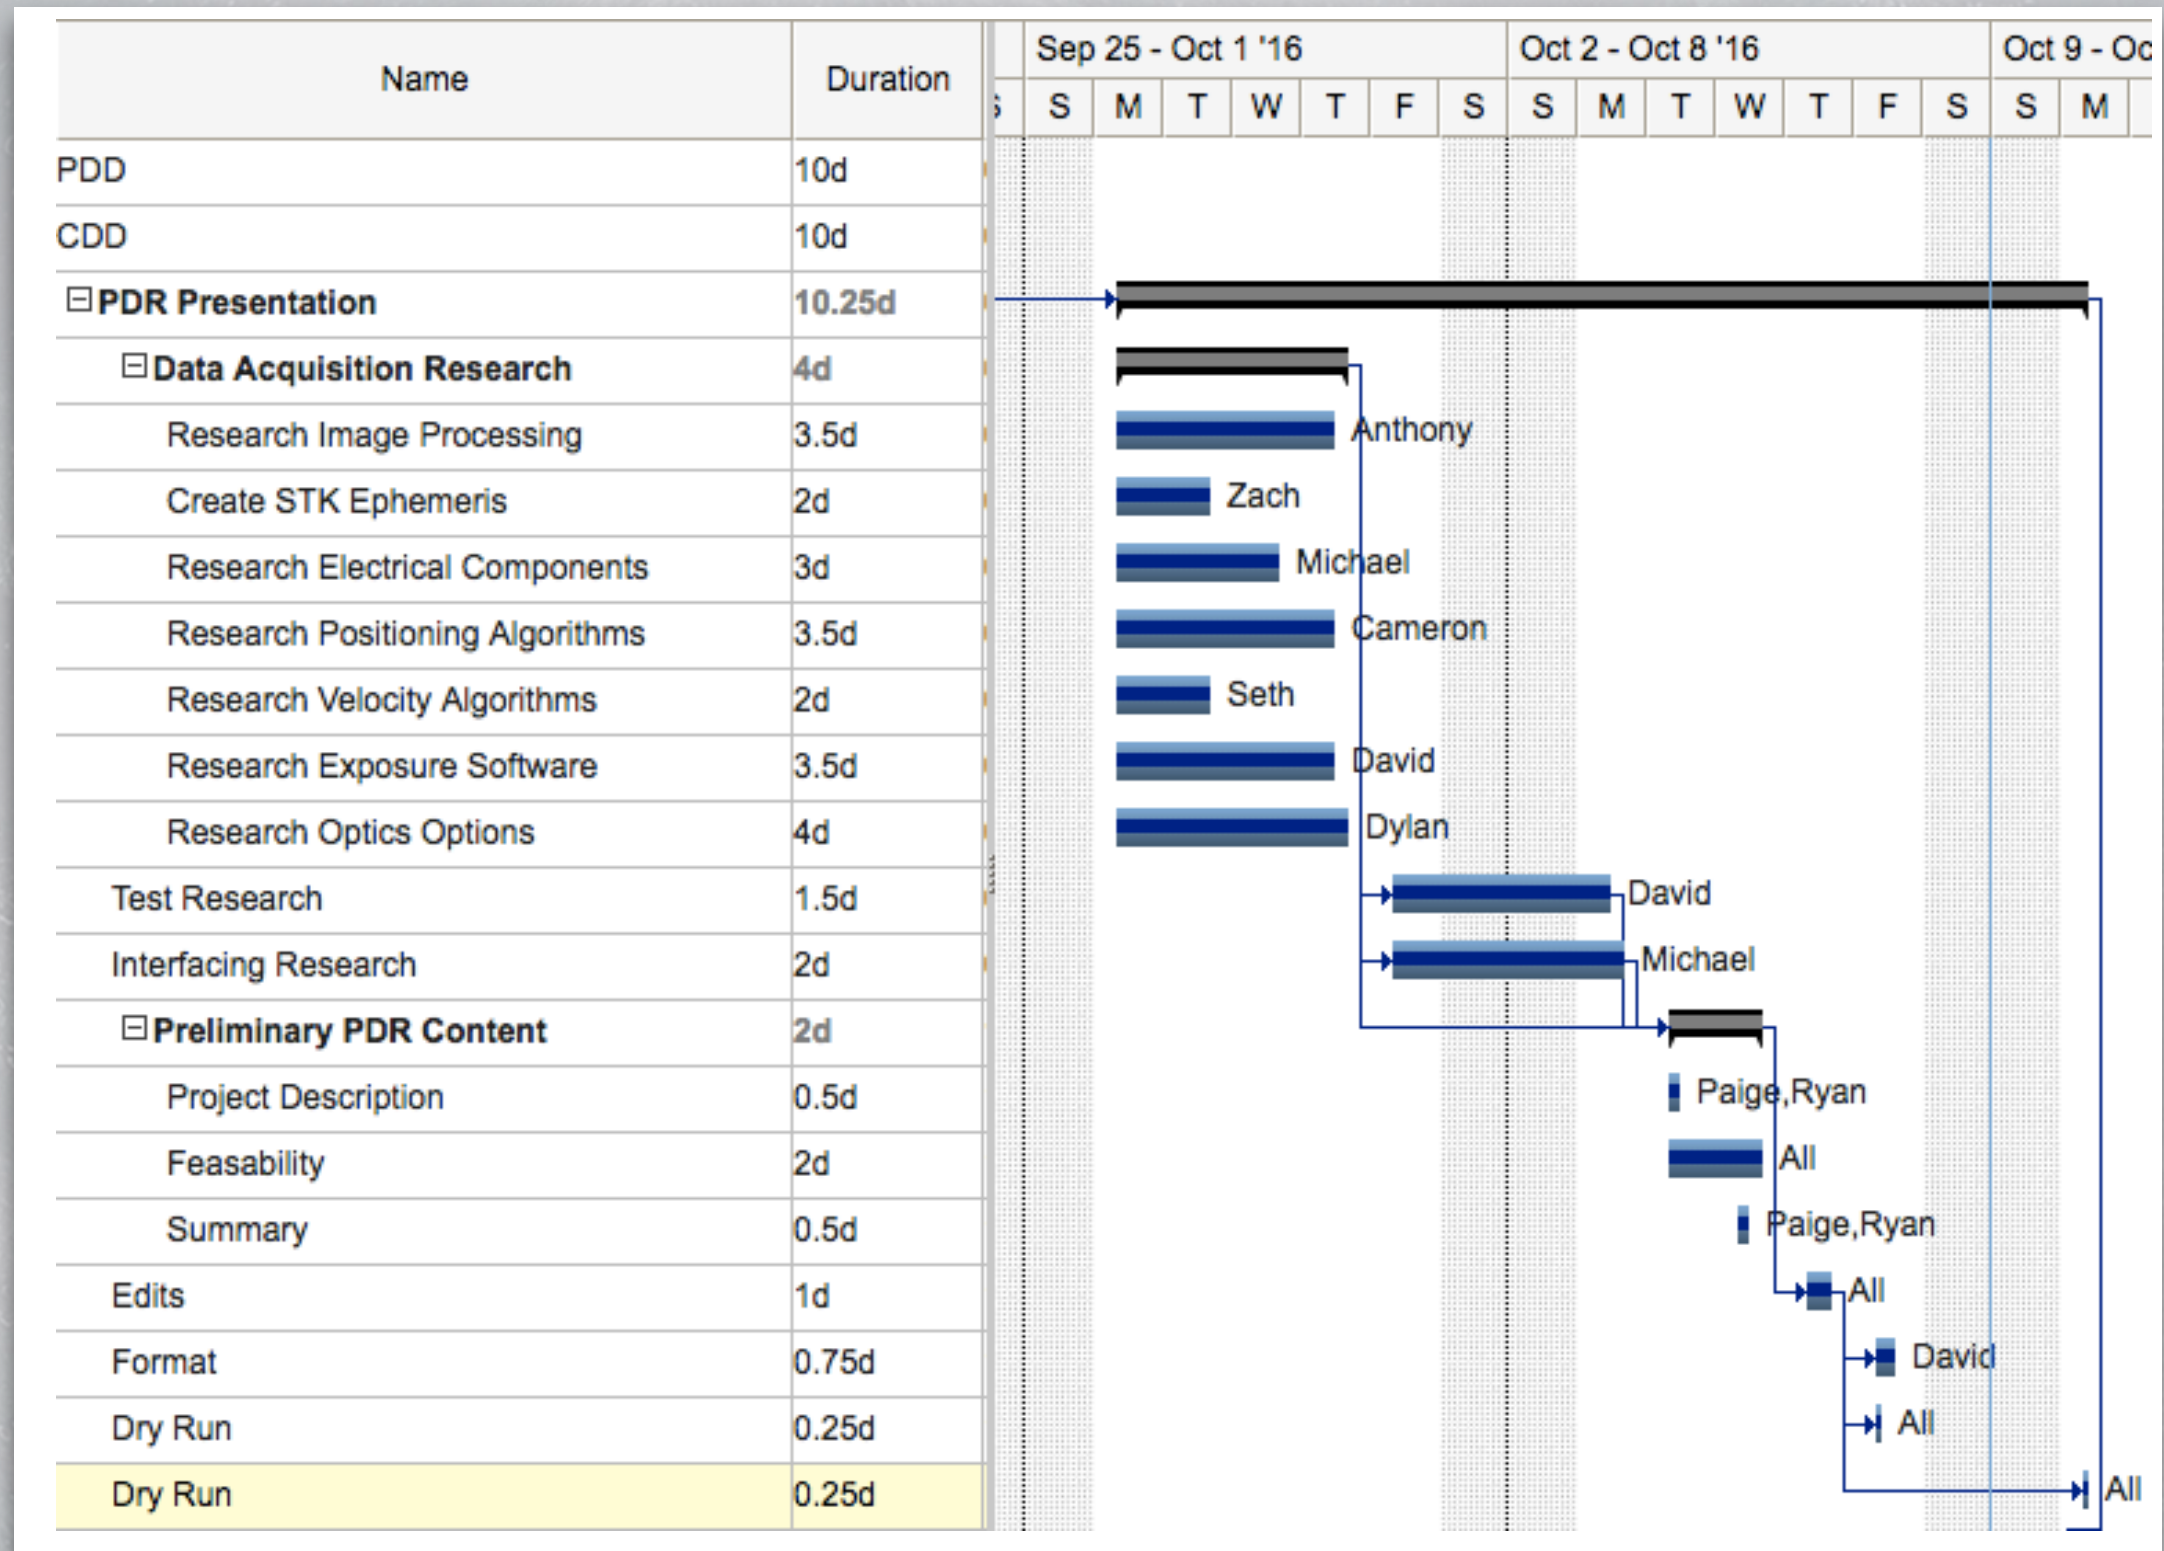 Name Duration Sep 25 - Oct 1 '16 Oct 2 - Oct 8 '16 Oct 9 - Oc
S S M T W T F S S M T W T F S S M
PDD 10d
CDD 10d
PDR Presentation 10.25d
Data Acquisition Research 4d
Research Image Processing 3.5d Anthony
Create STK Ephemeris 2d Zach
Research Electrical Components 3d Michael
Research Positioning Algorithms 3.5d Cameron
Research Velocity Algorithms 2d Seth
Research Exposure Software 3.5d David
Research Optics Options 4d Dylan
Test Research 1.5d David
Interfacing Research 2d Michael
Preliminary PDR Content 2d
Project Description 0.5d Paige,Ryan
Feasability 2d All
Summary 0.5d Paige,Ryan
Edits 1d All
Format 0.75d David
Dry Run 0.25d All
Dry Run 0.25d All